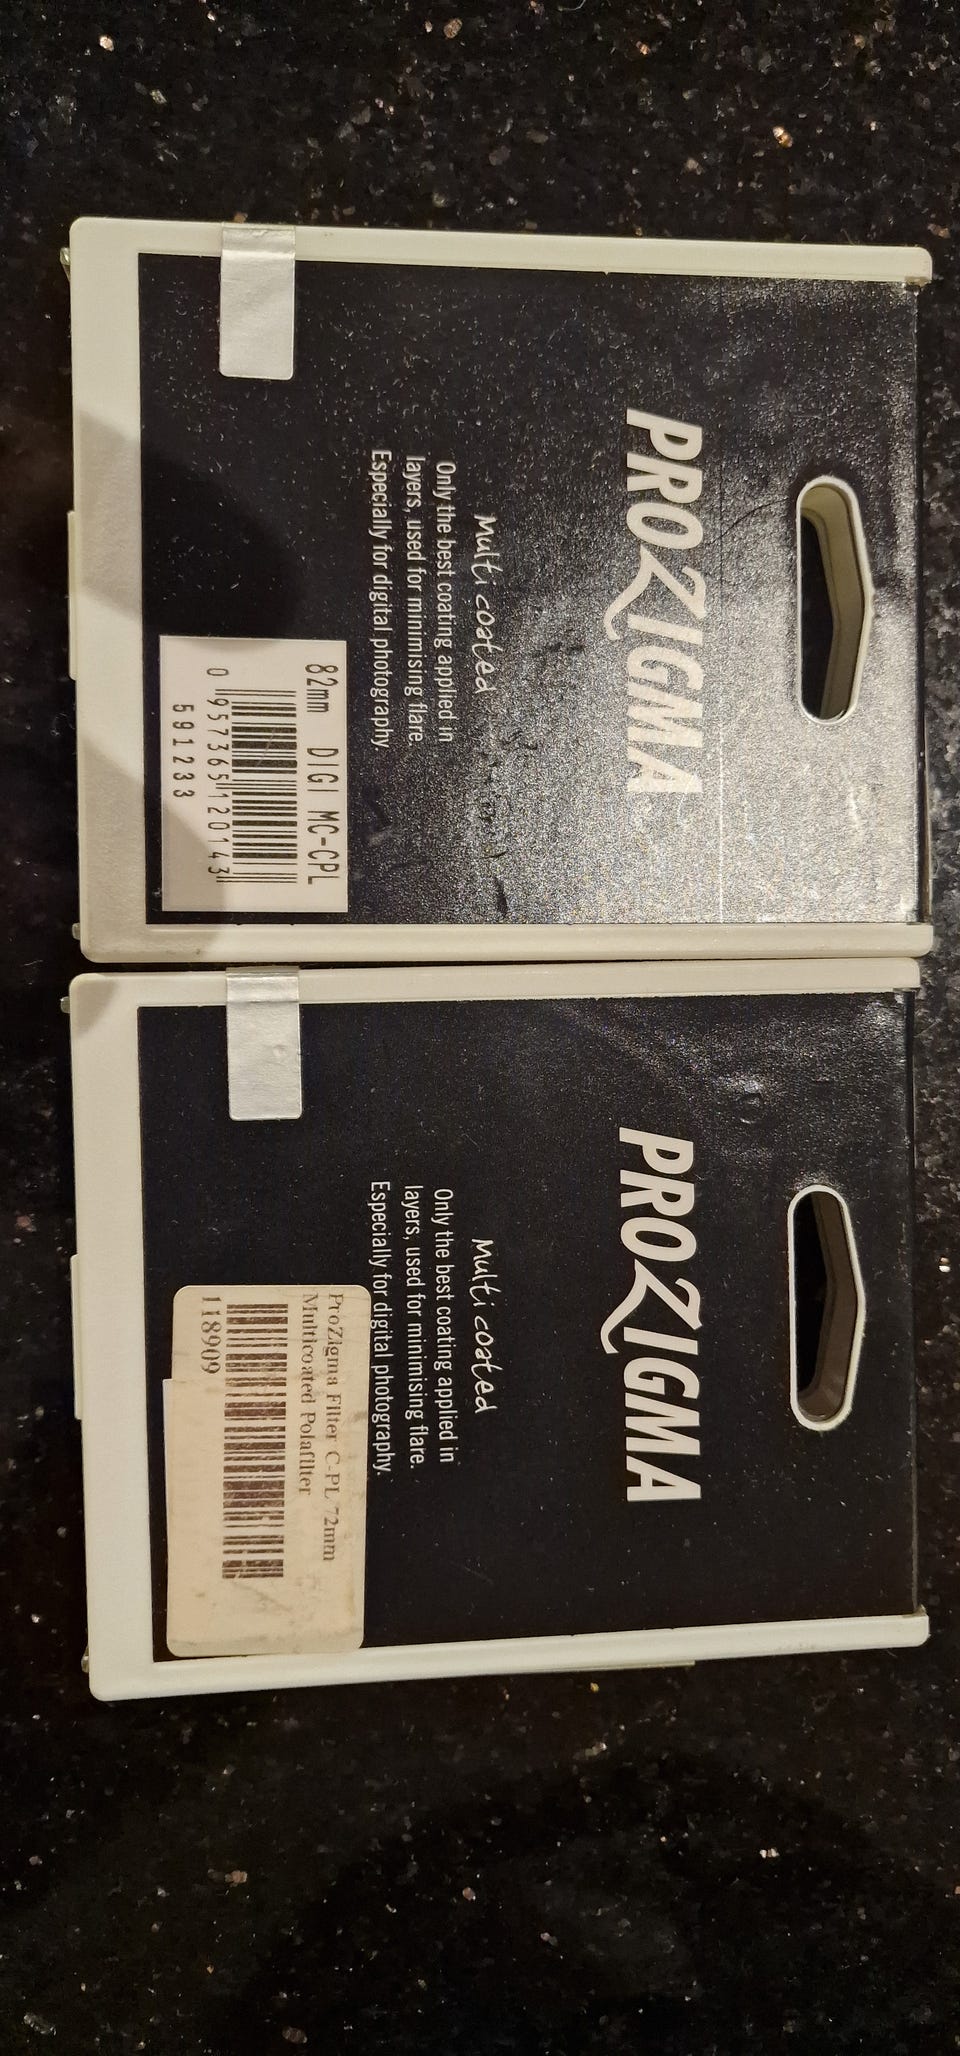 PROZIGMA
Multi coated
Only the best coating applied in
layers, used for minimising flare.
Especially for digital photography.
82mm DIGI MC-CPL
0 957365 120143
591233
PROZIGMA
Multi coated
Only the best coating applied in
layers, used for minimising flare.
Especially for digital photography.
ProZigma Filter C-PL 72mm
Multicoated Polafilter
118909